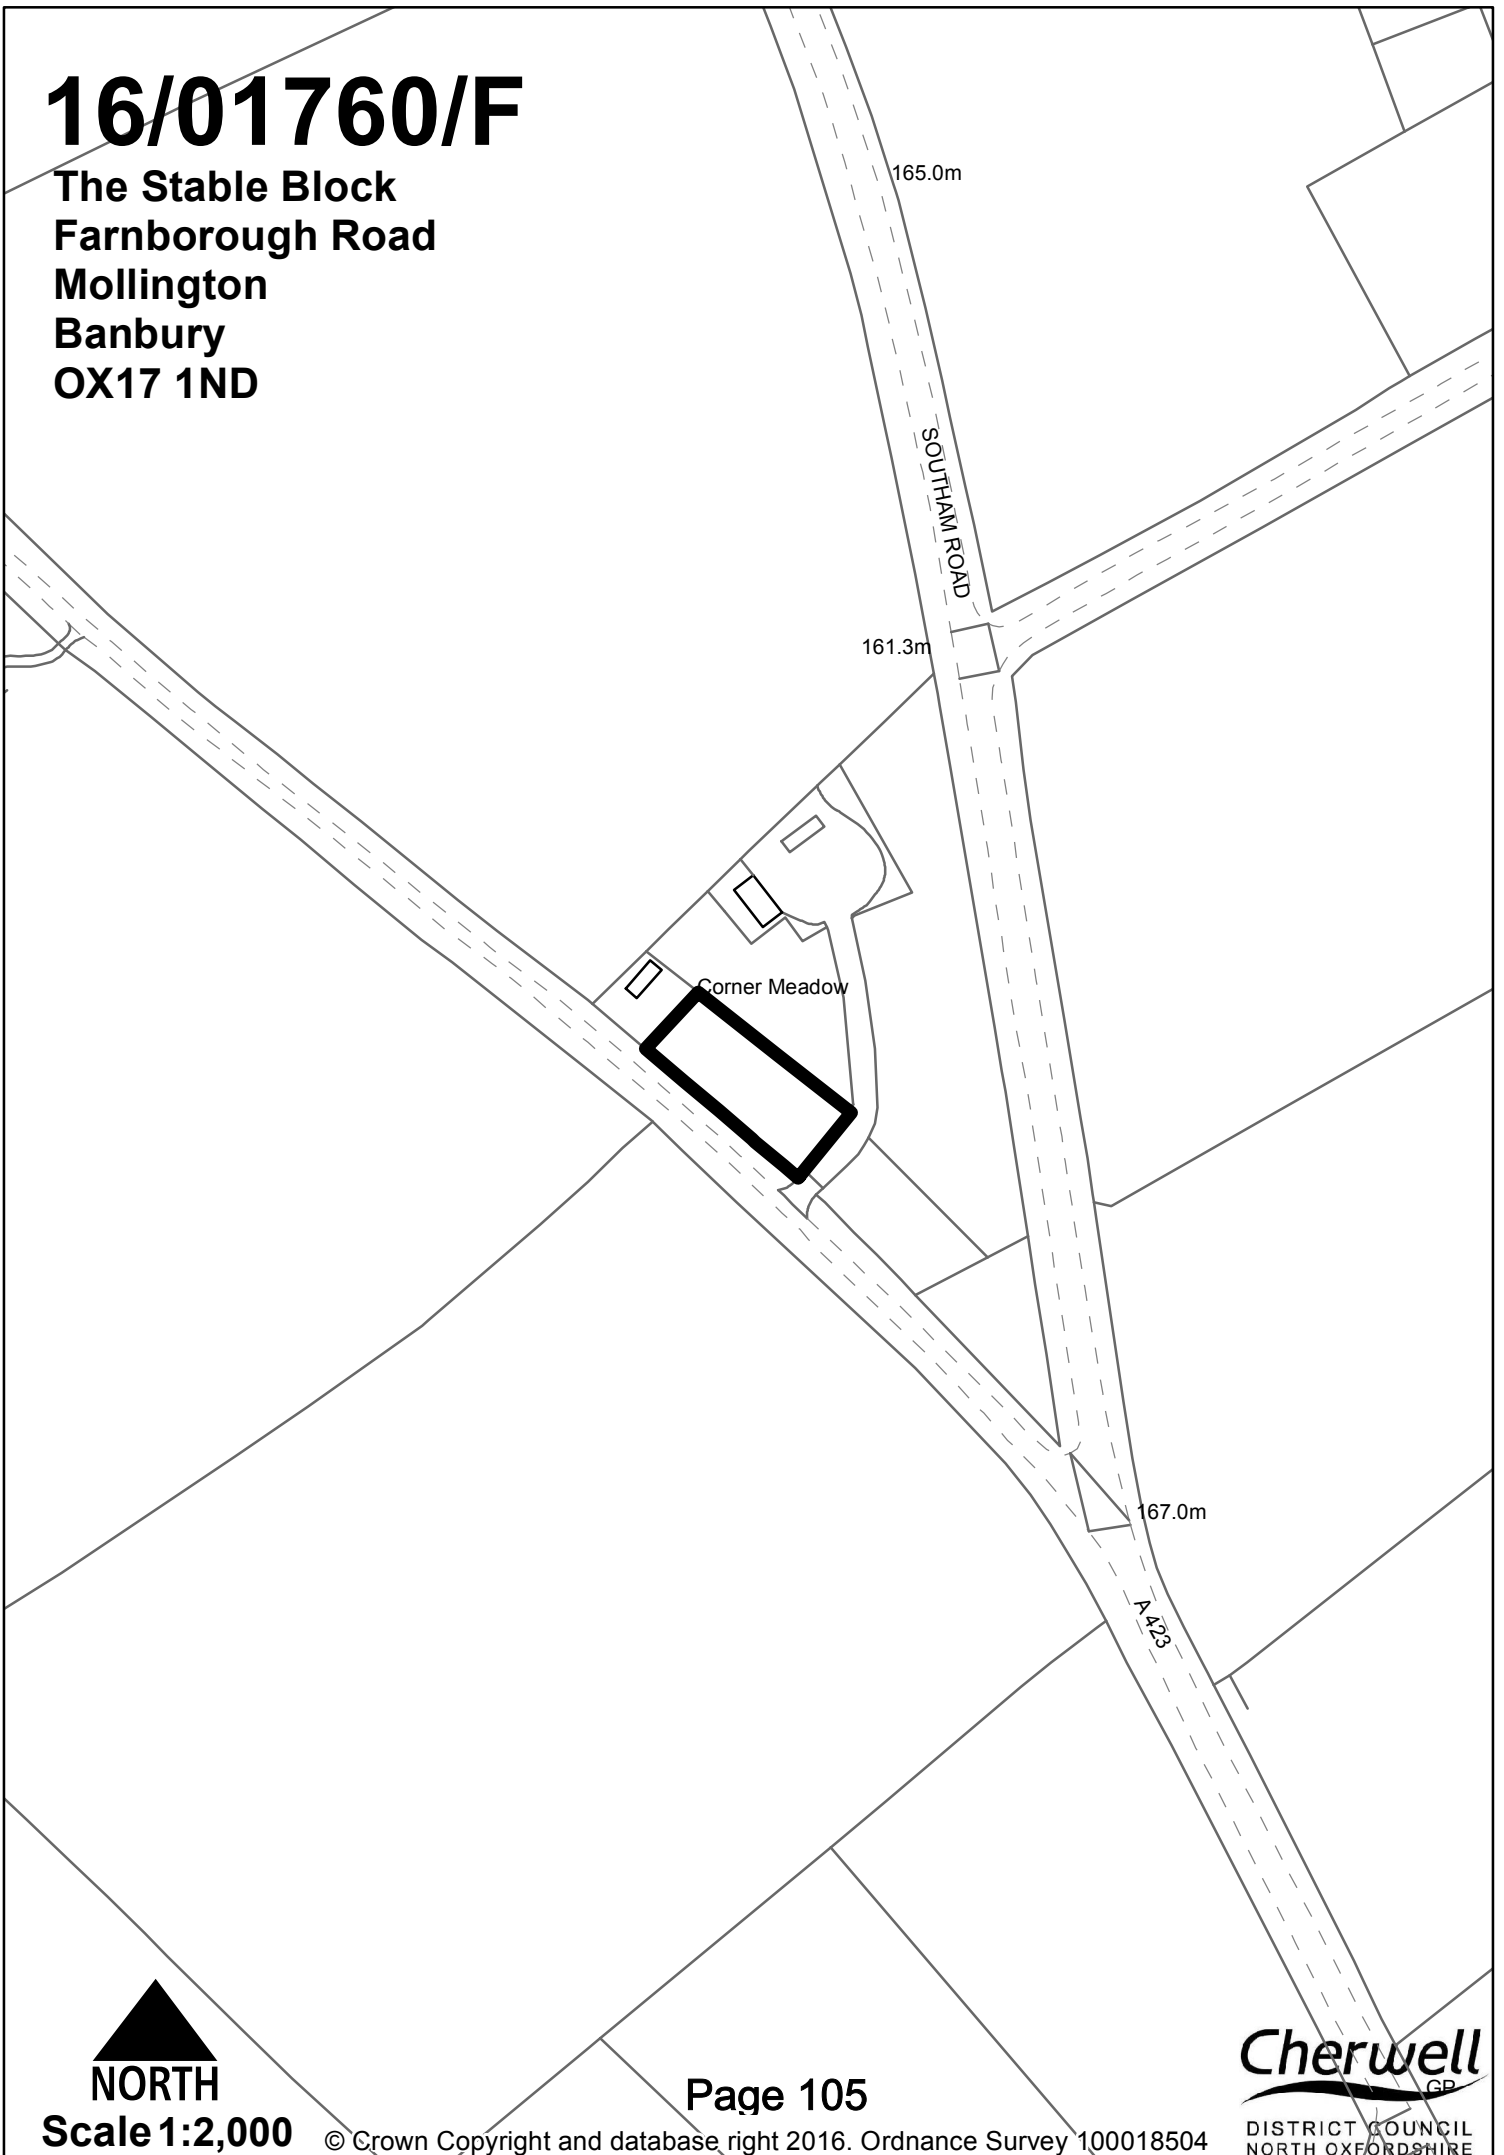 16/01760/F
The Stable Block
Farnborough Road
Mollington
Banbury
OX17 1ND
165.0m
SOUTHAM ROAD
161.3m
Corner Meadow
167.0m
A 423
NORTH
Scale 1:2,000
Page 105
© Crown Copyright and database right 2016. Ordnance Survey 100018504
Cherwell
GP
DISTRICT COUNCIL
NORTH OXFORDSHIRE